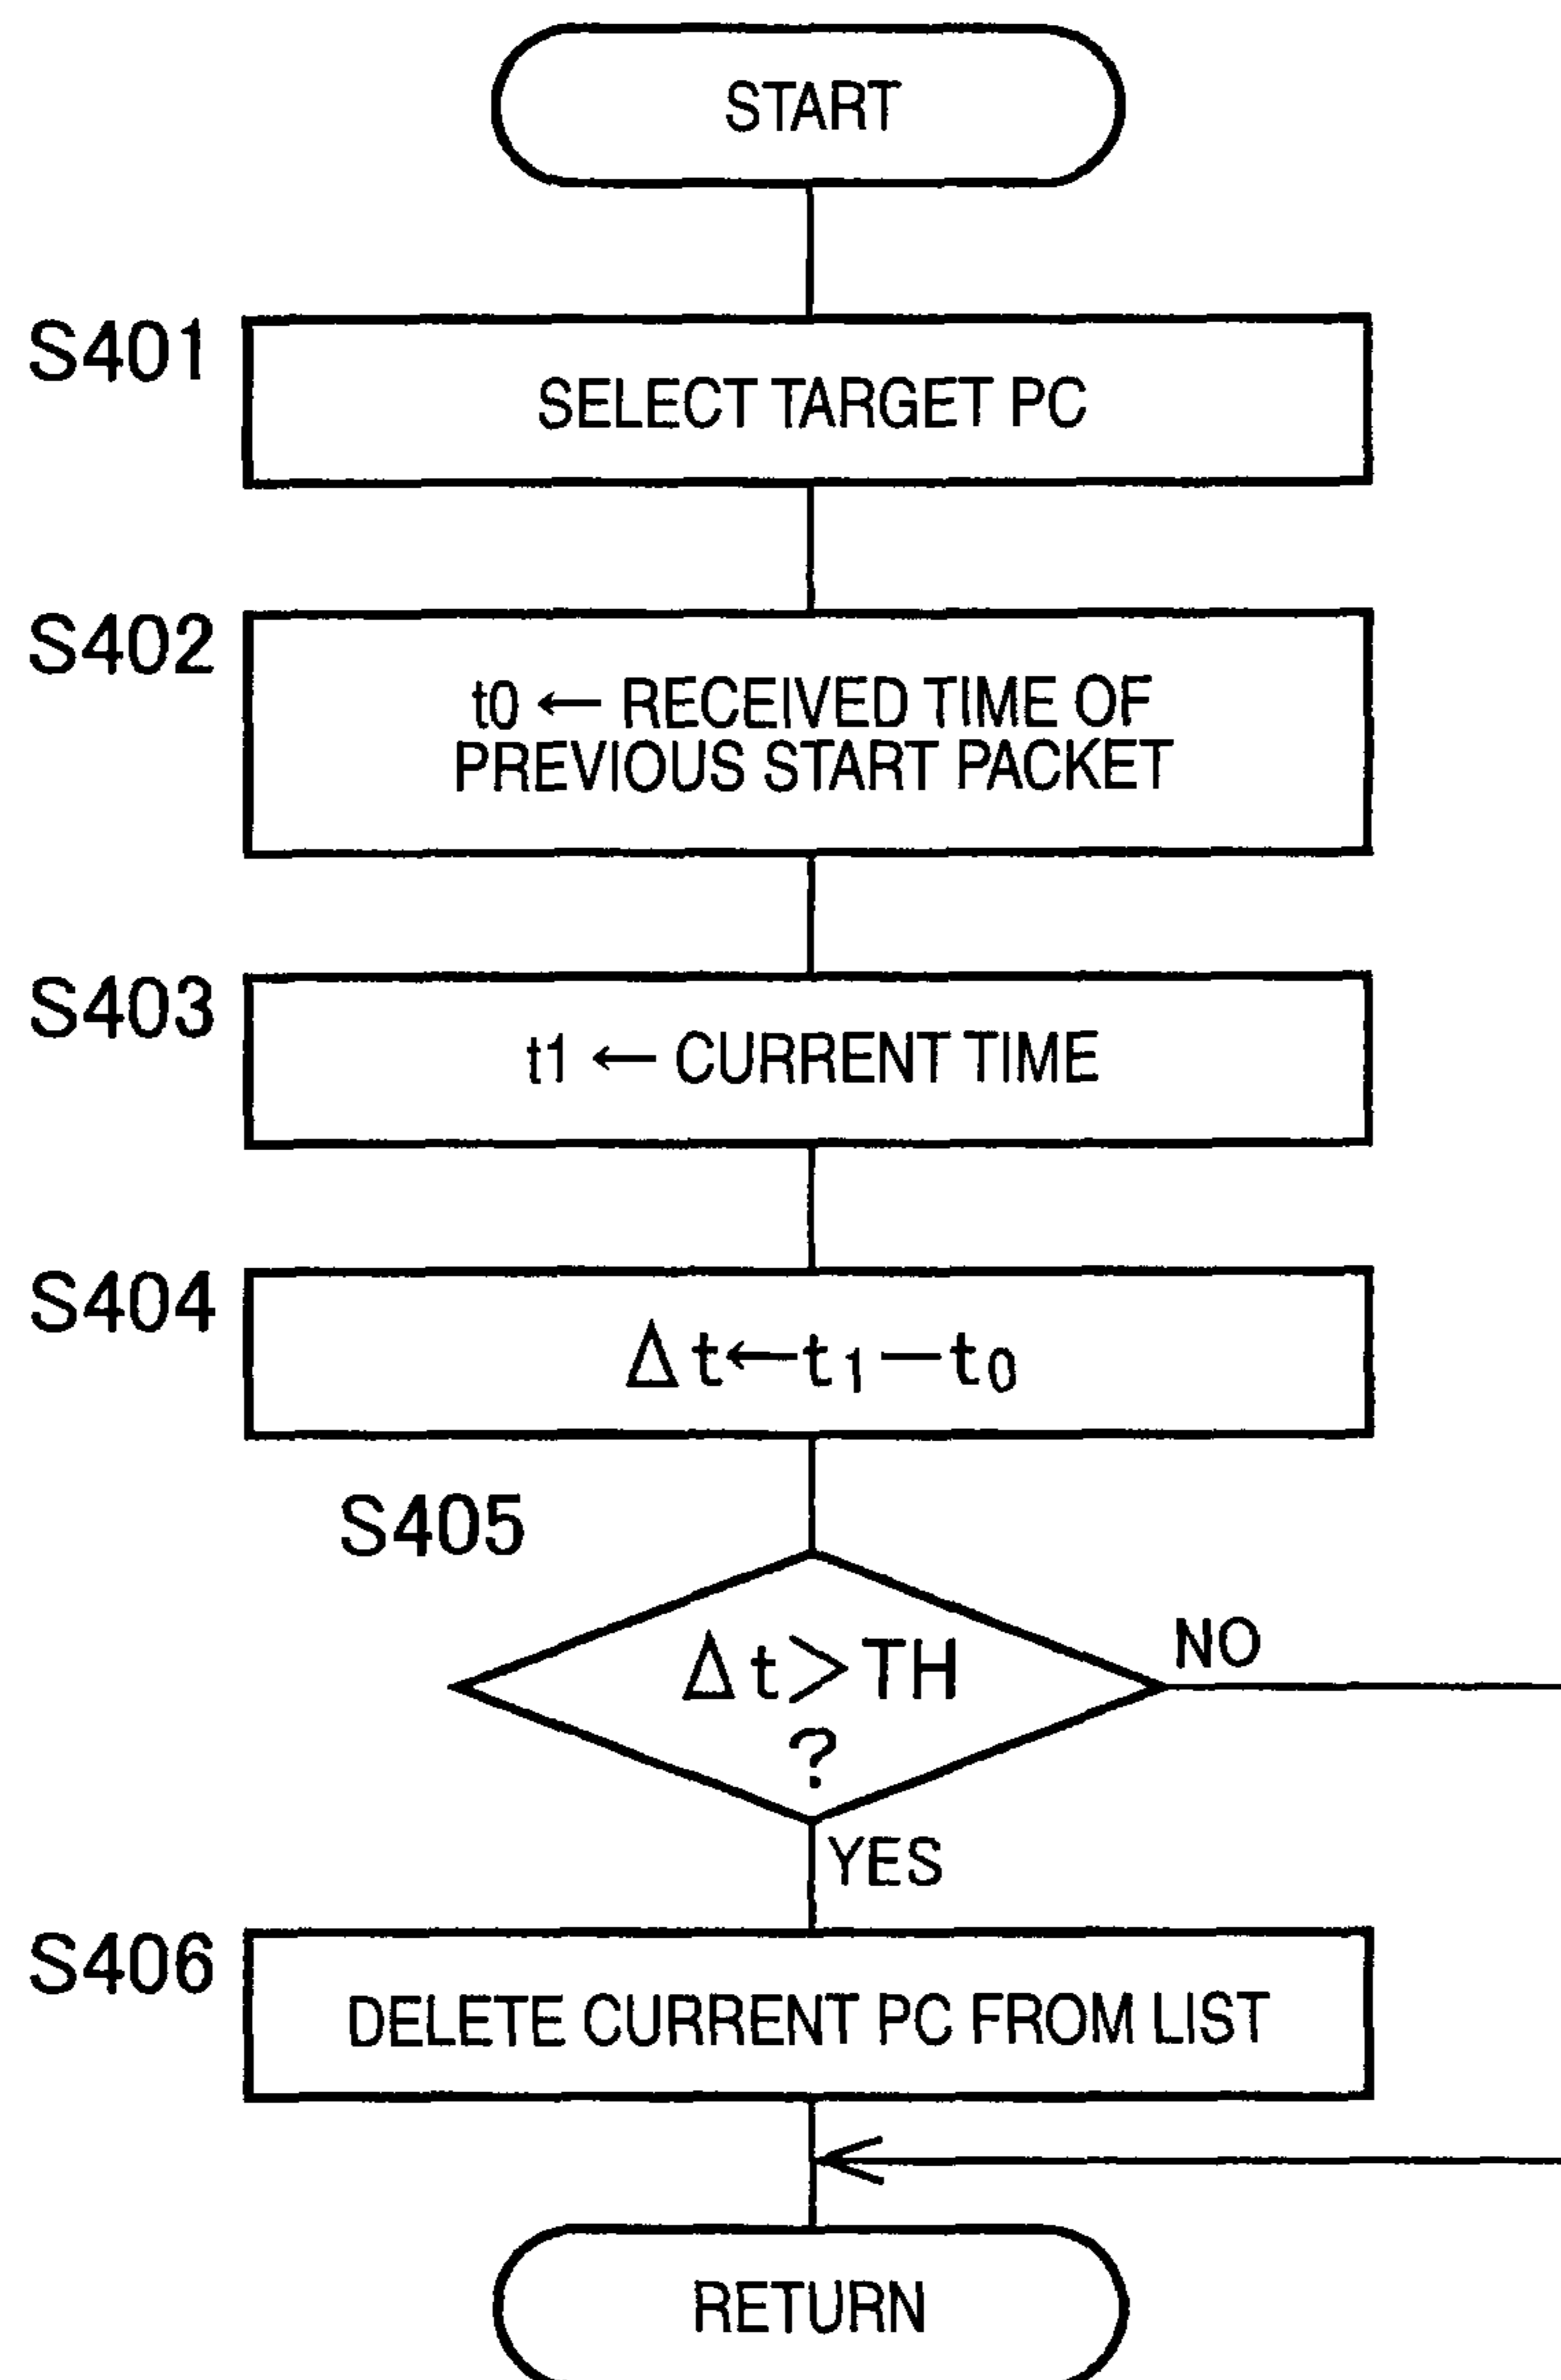 START
S401
SELECT TARGET PC
S402
t0 ← RECEIVED TIME OF
PREVIOUS START PACKET
S403
t1 ← CURRENT TIME
S404
Δt←t₁−t₀
S405
Δt>TH
?
NO
YES
S406
DELETE CURRENT PC FROM LIST
RETURN